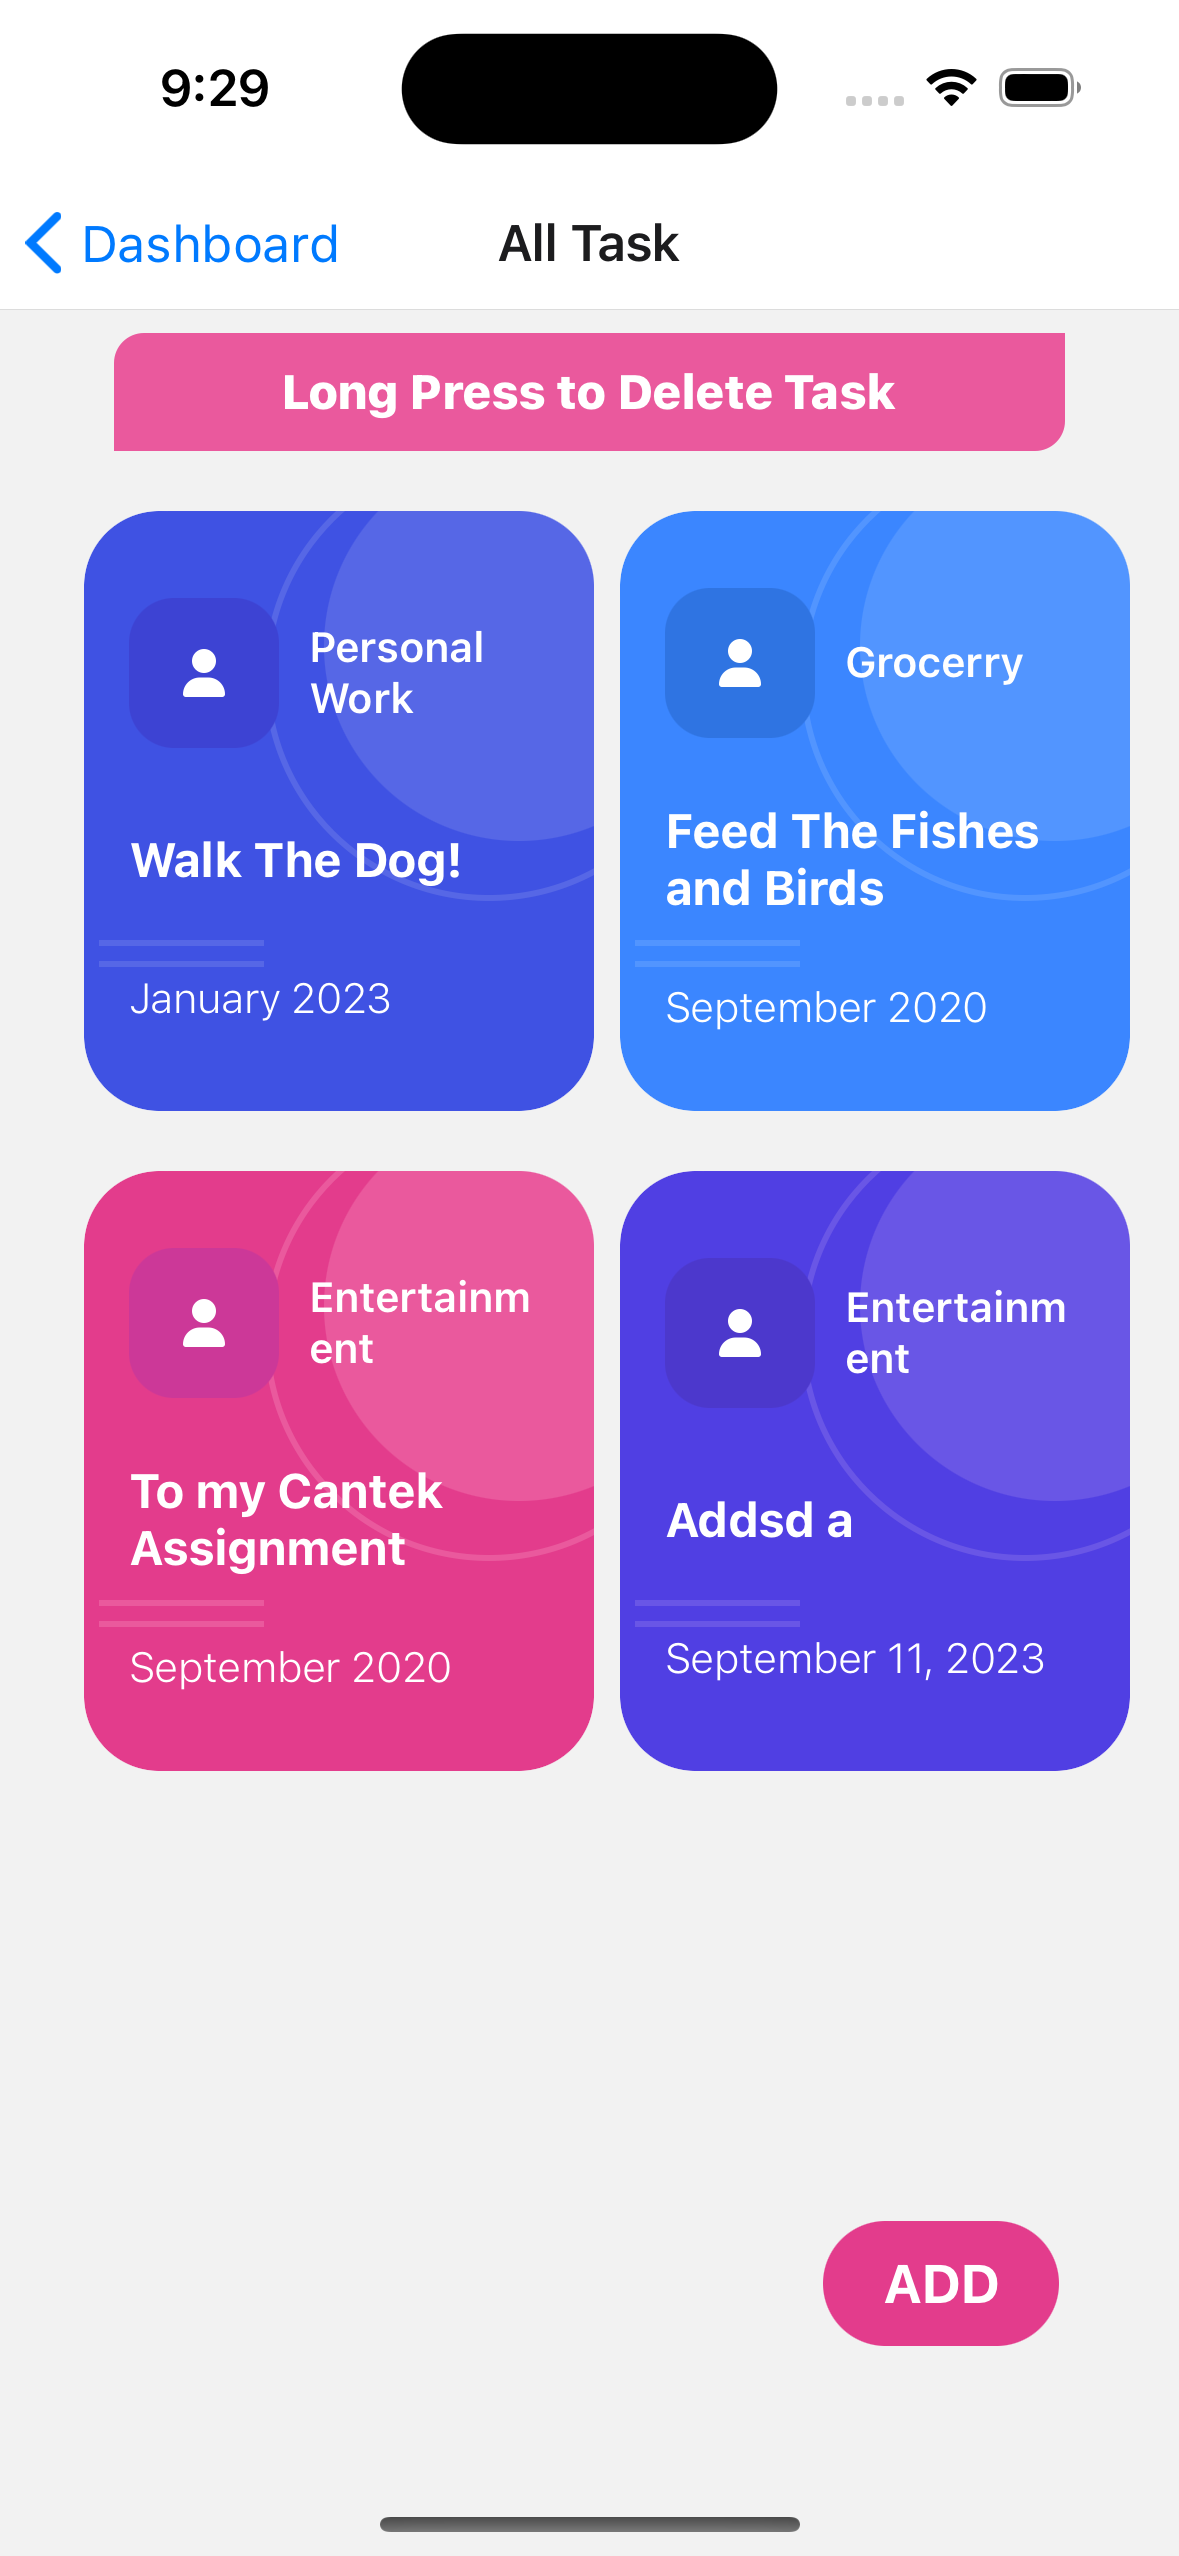 9:29
Dashboard
All Task
Long Press to Delete Task
Personal
Work
Walk The Dog!
January 2023
Grocerry
Feed The Fishes
and Birds
September 2020
Entertainm
ent
To my Cantek
Assignment
September 2020
Entertainm
ent
Addsd a
September 11, 2023
ADD